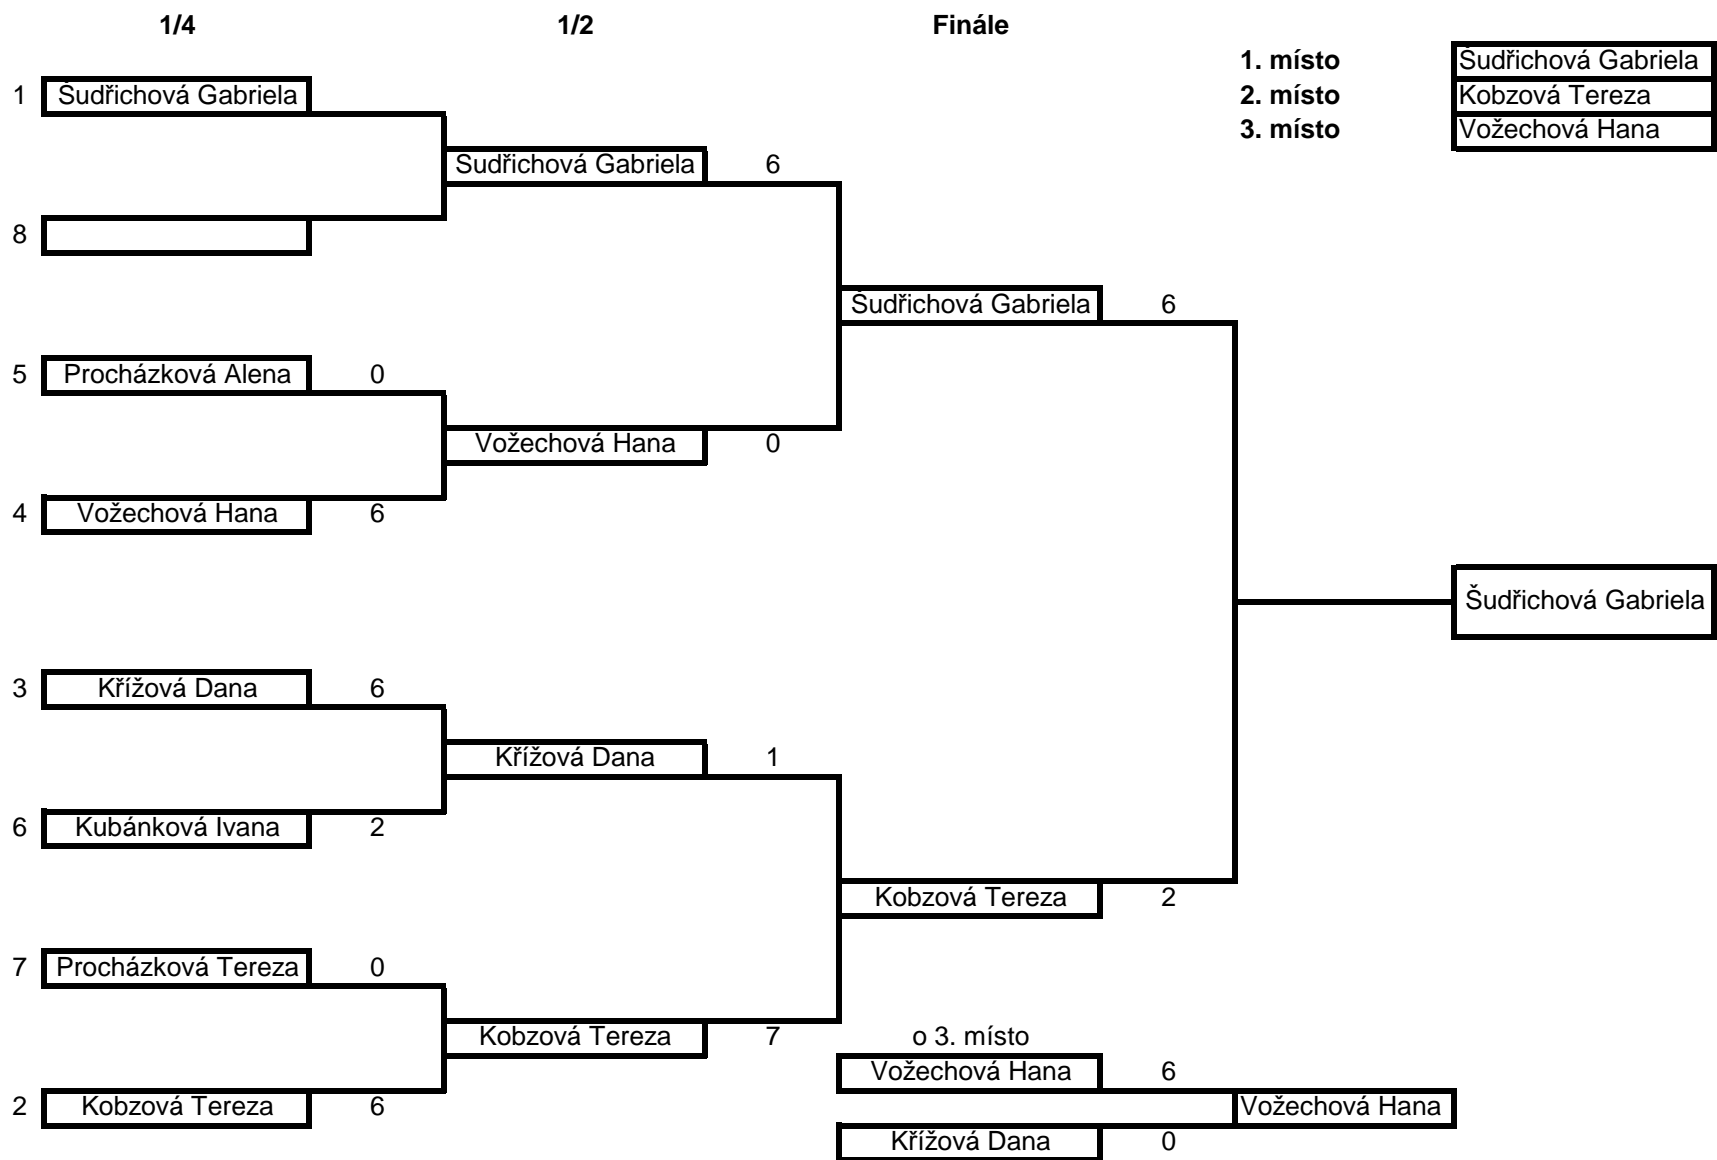 1/4 1/2 Finále
1. místo Šudřichová Gabriela
1 Šudřichová Gabriela
2. místo Kobzová Tereza
3. místo Vožechová Hana
Šudřichová Gabriela 6
8
Šudřichová Gabriela 6
5 Procházková Alena 0
Vožechová Hana 0
4 Vožechová Hana 6
Šudřichová Gabriela
3 Křížová Dana 6
Křížová Dana 1
6 Kubánková Ivana 2
Kobzová Tereza 2
7 Procházková Tereza 0
Kobzová Tereza 7 o 3. místo
Vožechová Hana 6
2 Kobzová Tereza 6 Vožechová Hana
Křížová Dana 0